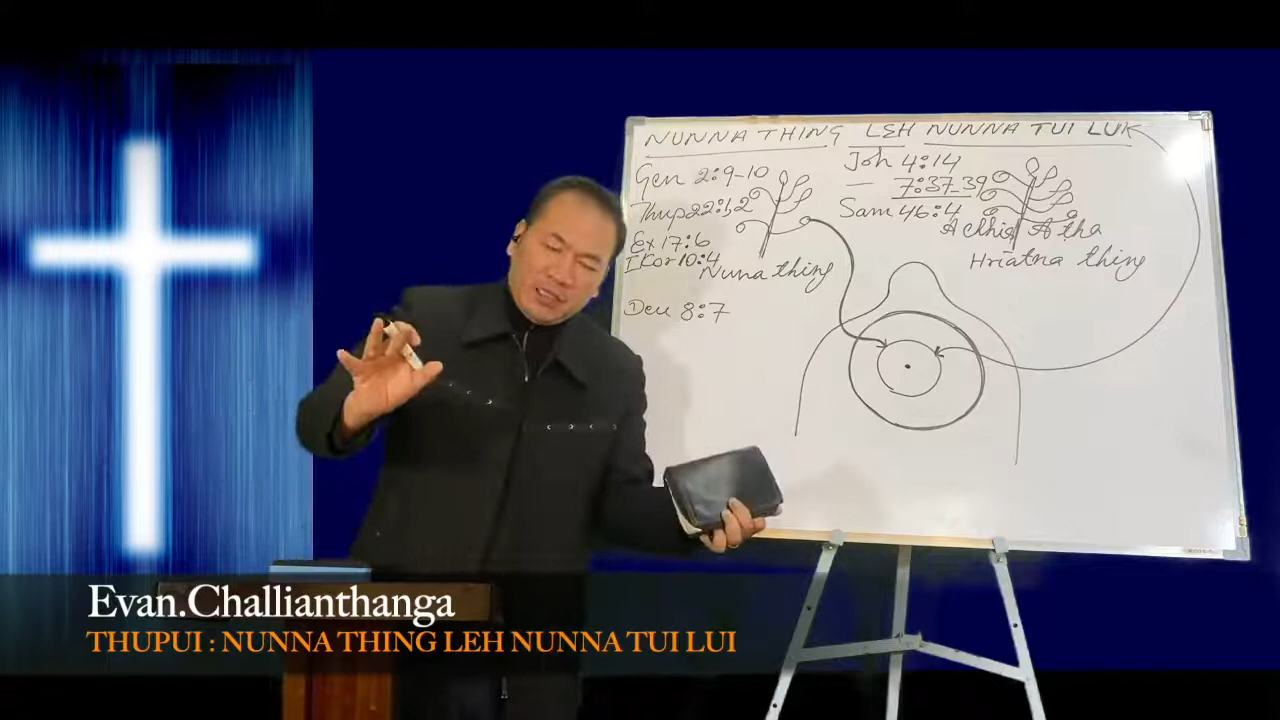 NUNNA THING LEH NUNNA TUI LUK
Gen 2:9-10
Thup 22:1,2
Ex 17:6
I Kor 10:4
Deu 8:7
Nuna thing
Joh 4:14
— 7:37-39
Sam 46:4
A tha
Hriatna thing
Evan.Challianthanga
THUPUI : NUNNA THING LEH NUNNA TUI LUI